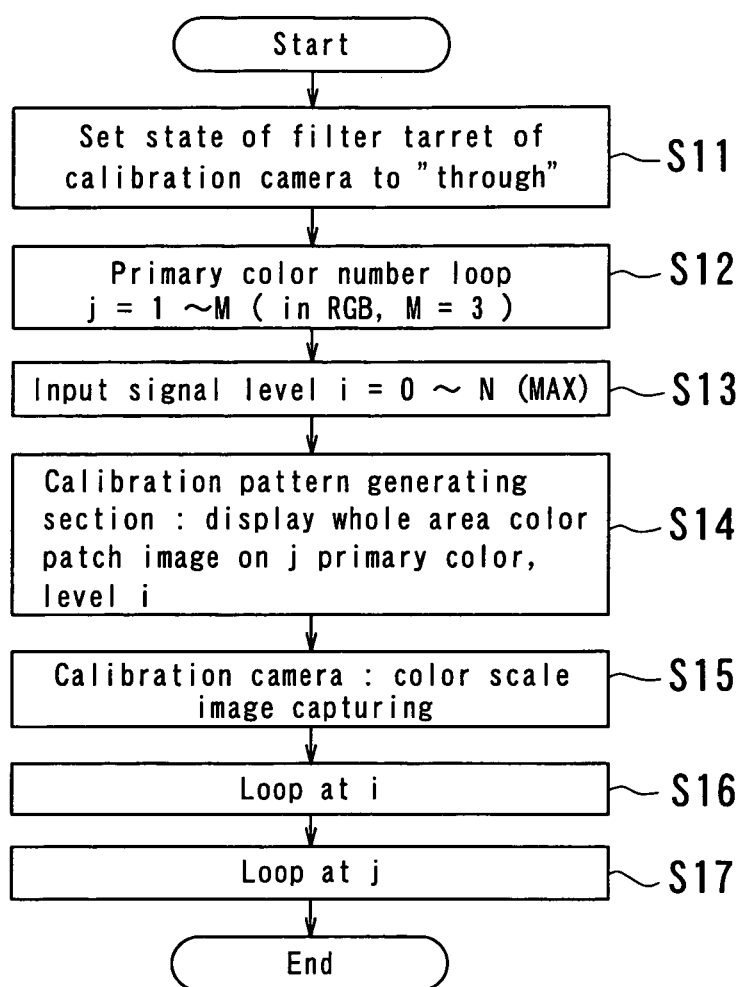 Start
Set state of filter tarret of
calibration camera to "through"
S11
Primary color number loop
j = 1 ～M ( in RGB, M = 3 )
S12
Input signal level i = 0 ～ N (MAX)
S13
Calibration pattern generating
section : display whole area color
patch image on j primary color,
level i
S14
Calibration camera : color scale
image capturing
S15
Loop at i
S16
Loop at j
S17
End